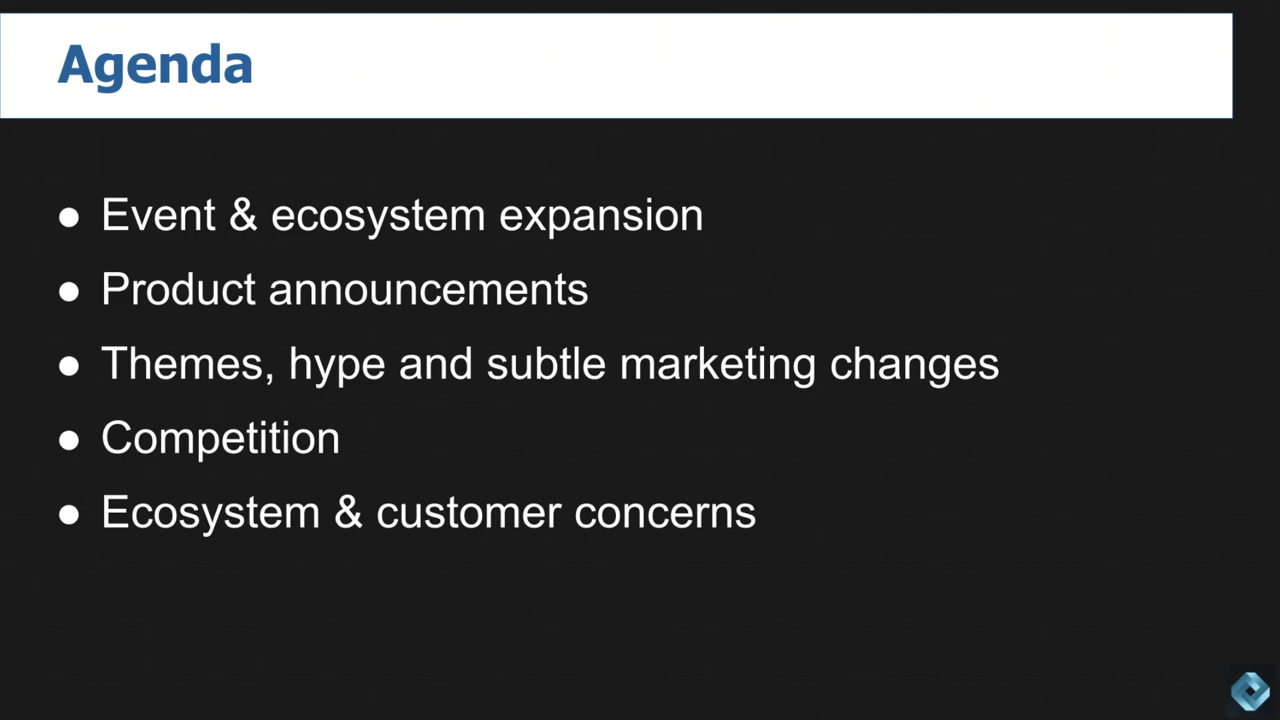 Agenda
● Event & ecosystem expansion
● Product announcements
● Themes, hype and subtle marketing changes
● Competition
● Ecosystem & customer concerns